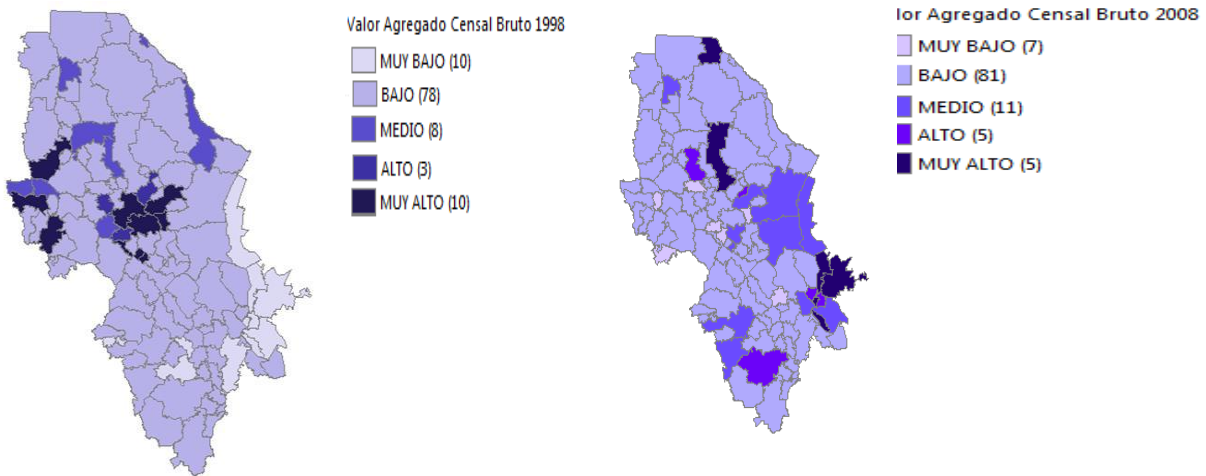 Valor Agregado Censal Bruto 1998
MUY BAJO (10)
BAJO (78)
MEDIO (8)
ALTO (3)
MUY ALTO (10)
lor Agregado Censal Bruto 2008
MUY BAJO (7)
BAJO (81)
MEDIO (11)
ALTO (5)
MUY ALTO (5)